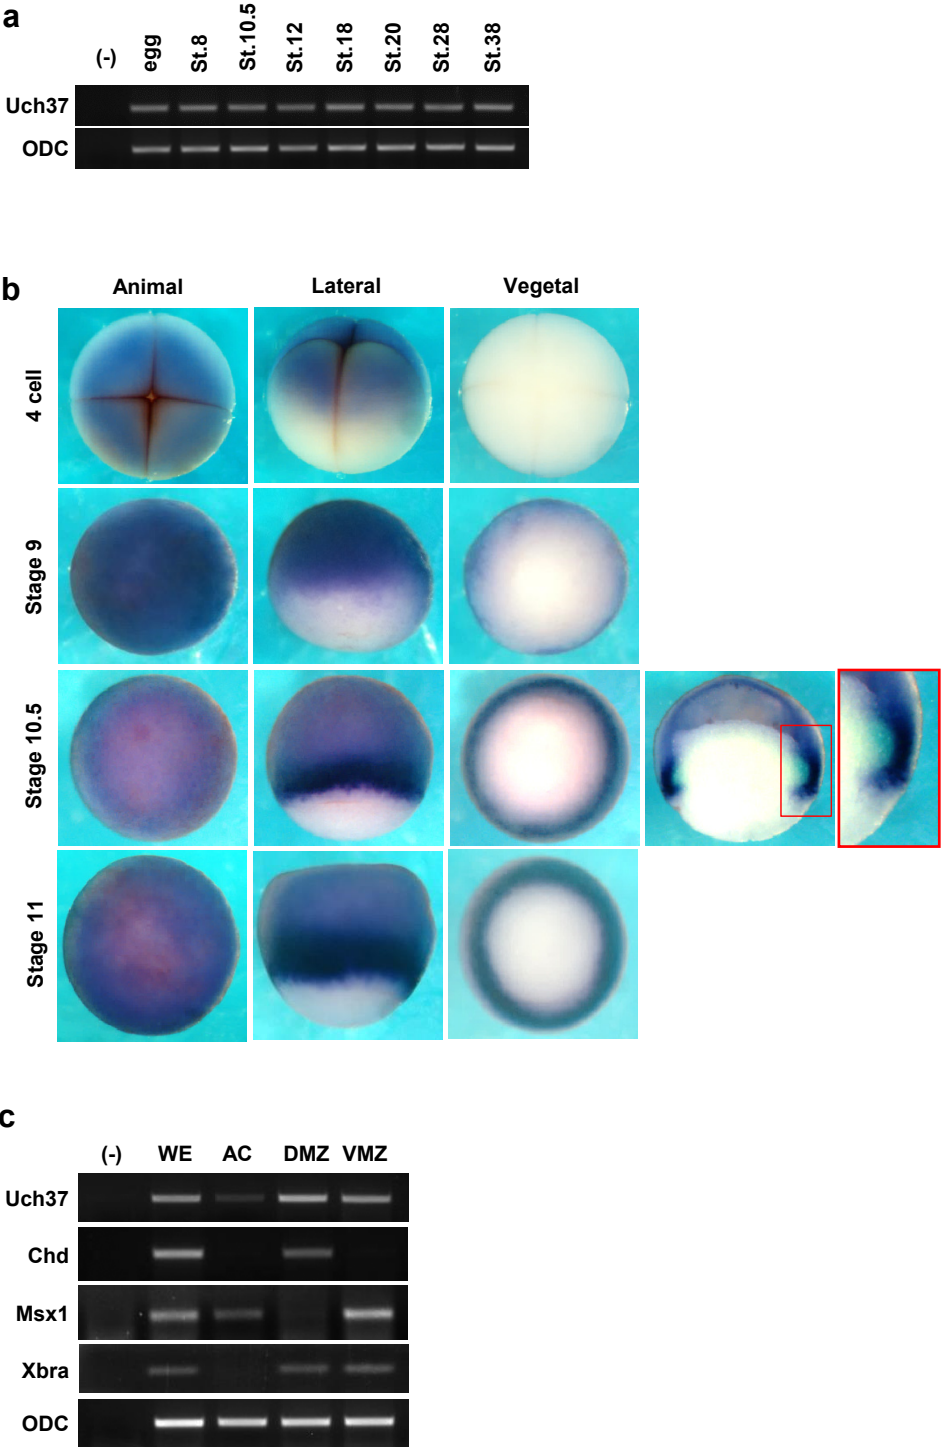 a
(-) egg St.8 St.10.5 St.12 St.18 St.20 St.28 St.38
Uch37
ODC
b
Animal Lateral Vegetal
4 cell
Stage 9
Stage 10.5
Stage 11
c
(-) WE AC DMZ VMZ
Uch37
Chd
Msx1
Xbra
ODC